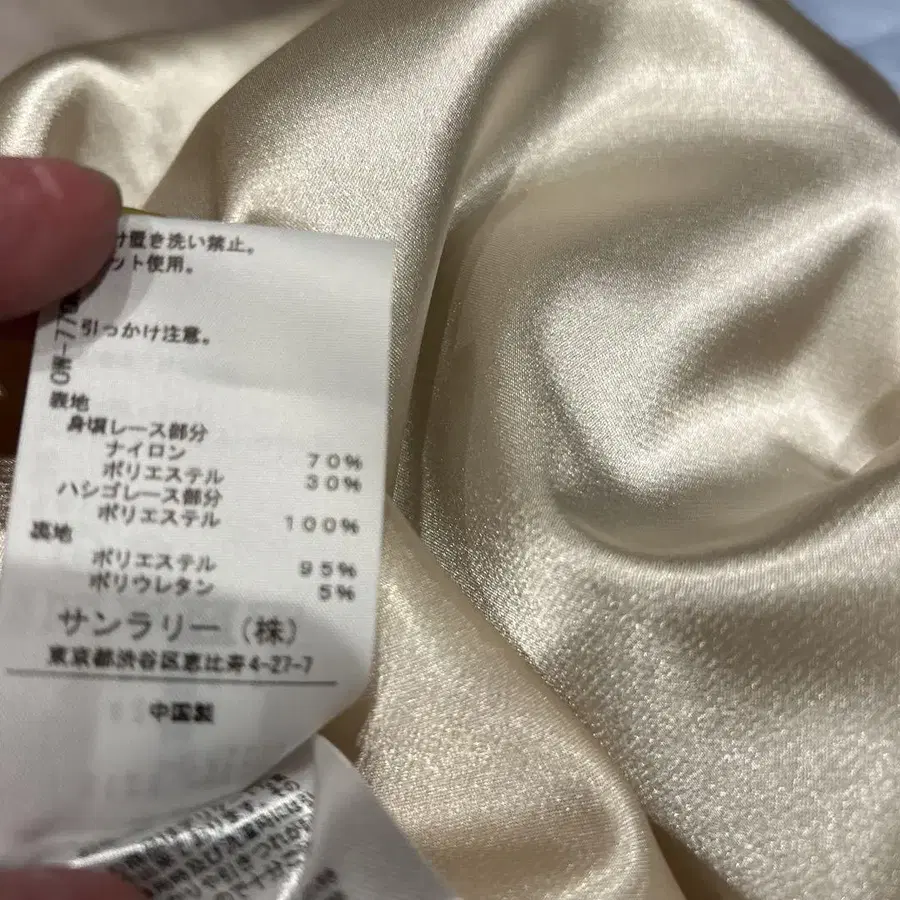 け置き洗い禁止。
ット使用。
引っかけ注意。
OW-77
表地
身頃レース部分
ナイロン 70%
ポリエステル 30%
ハシゴレース部分
ポリエステル 100%
裏地
ポリエステル 95%
ポリウレタン 5%
サンラリー(株)
東京都渋谷区恵比寿4-27-7
中国製